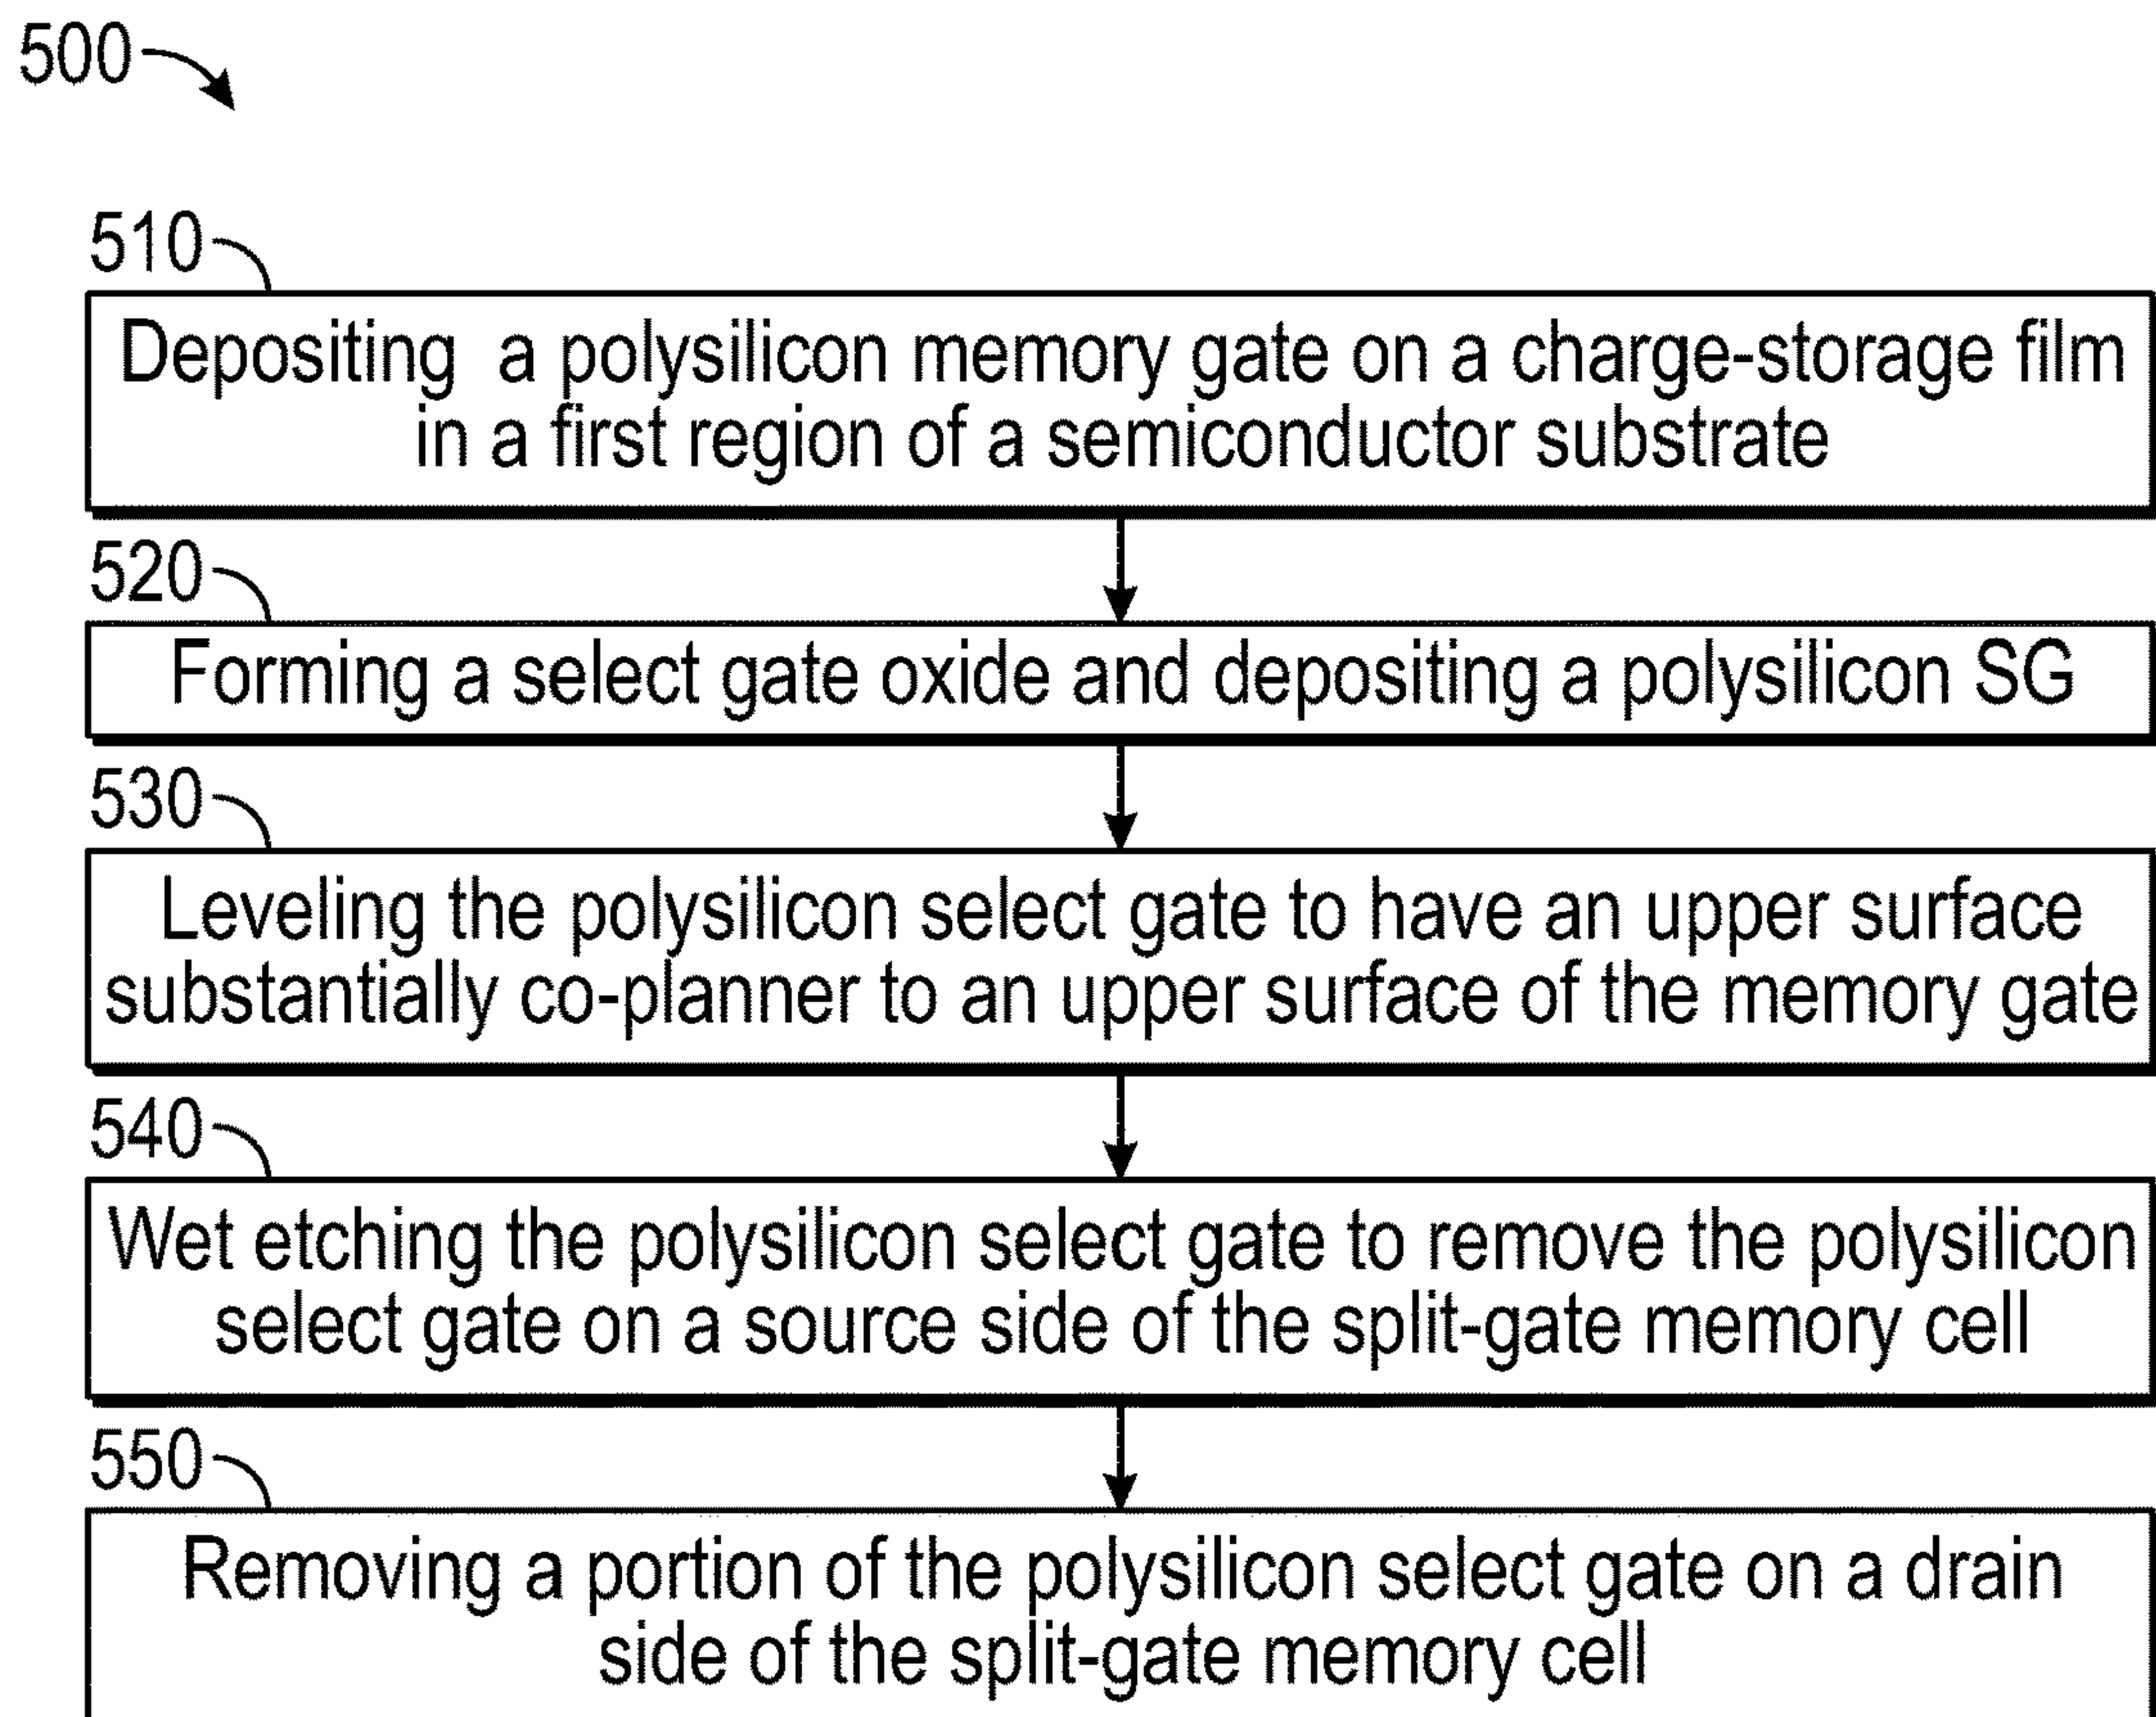 500
510
Depositing a polysilicon memory gate on a charge-storage film
in a first region of a semiconductor substrate
520
Forming a select gate oxide and depositing a polysilicon SG
530
Leveling the polysilicon select gate to have an upper surface
substantially co-planner to an upper surface of the memory gate
540
Wet etching the polysilicon select gate to remove the polysilicon
select gate on a source side of the split-gate memory cell
550
Removing a portion of the polysilicon select gate on a drain
side of the split-gate memory cell